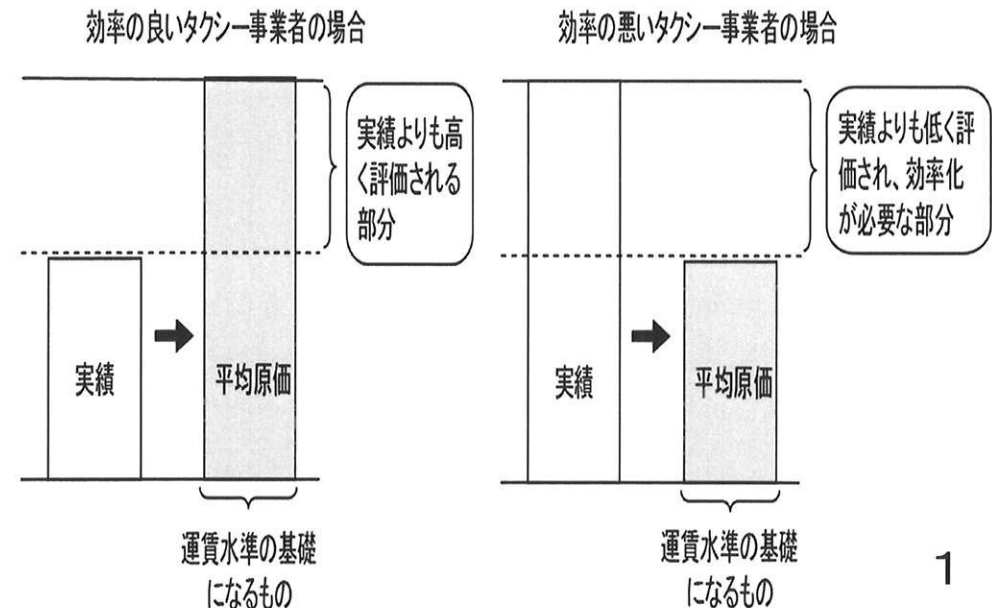 効率の良いタクシー事業者の場合
実績よりも高
く評価される
部分
実績
平均原価
運賃水準の基礎
になるもの
効率の悪いタクシー事業者の場合
実績よりも低く評
価され、効率化
が必要な部分
実績
平均原価
運賃水準の基礎
になるもの
1